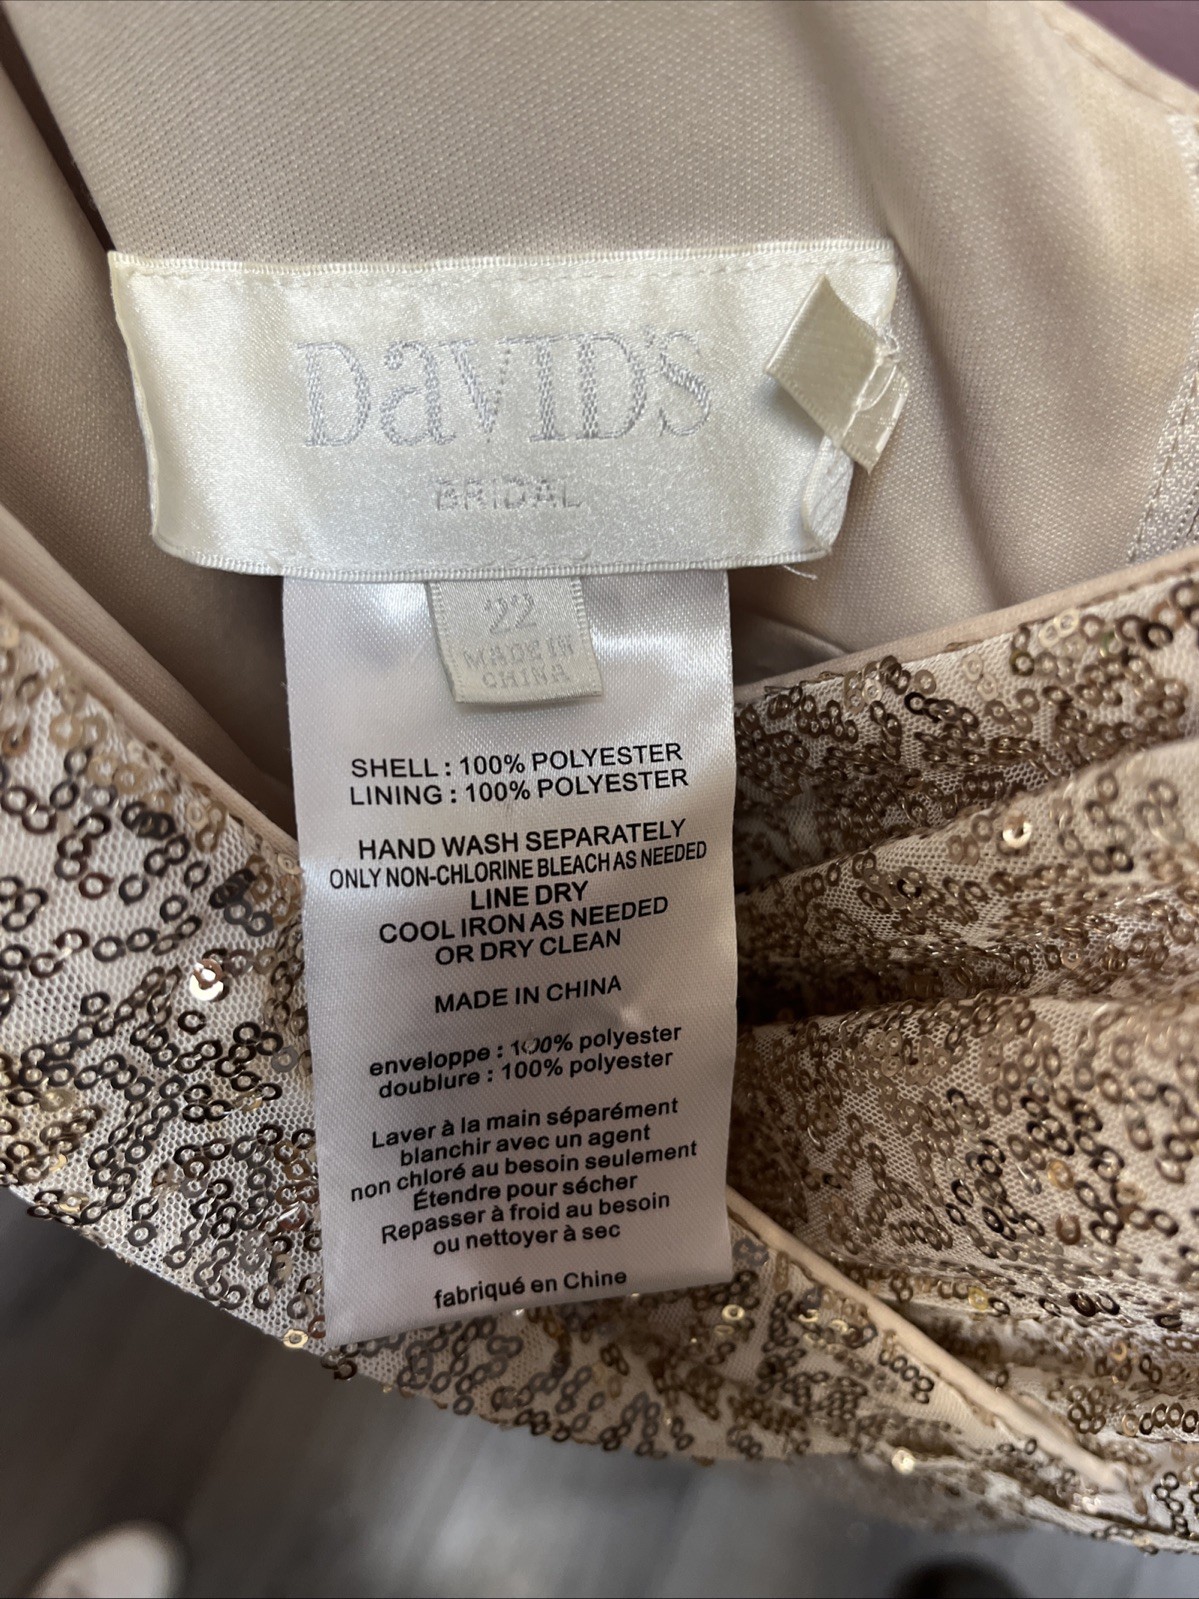 DaVID'S
BRIDAL
22
MADE IN
CHINA
SHELL : 100% POLYESTER
LINING : 100% POLYESTER
HAND WASH SEPARATELY
ONLY NON-CHLORINE BLEACH AS NEEDED
LINE DRY
COOL IRON AS NEEDED
OR DRY CLEAN
MADE IN CHINA
enveloppe : 100% polyester
doublure : 100% polyester
Laver à la main séparément
blanchir avec un agent
non chloré au besoin seulement
Étendre pour sécher
Repasser à froid au besoin
ou nettoyer à sec
fabriqué en Chine